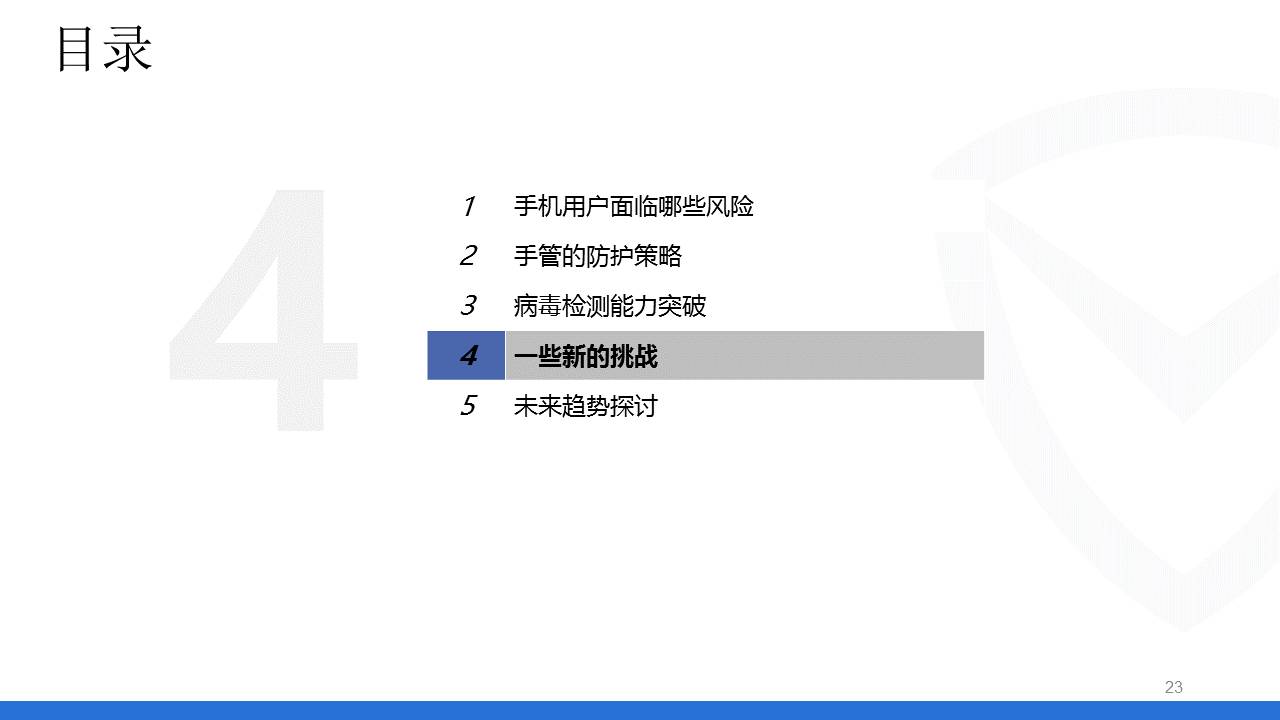 目录
4
1 手机用户面临哪些风险
2 手管的防护策略
3 病毒检测能力突破
4 一些新的挑战
5 未来趋势探讨
23